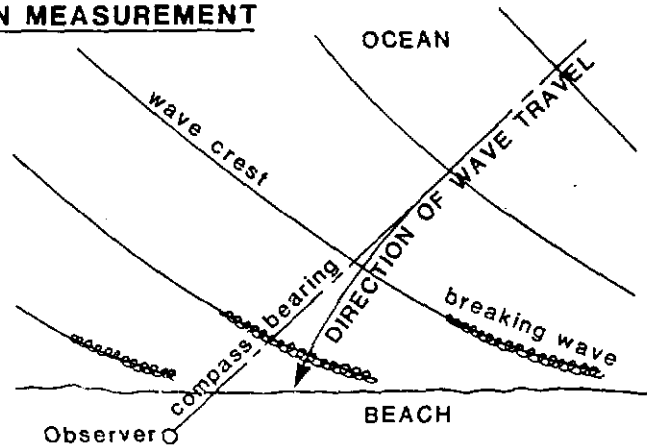 N MEASUREMENT
OCEAN
wave crest
DIRECTION OF WAVE TRAVEL
compass bearing
breaking wave
BEACH
Observer